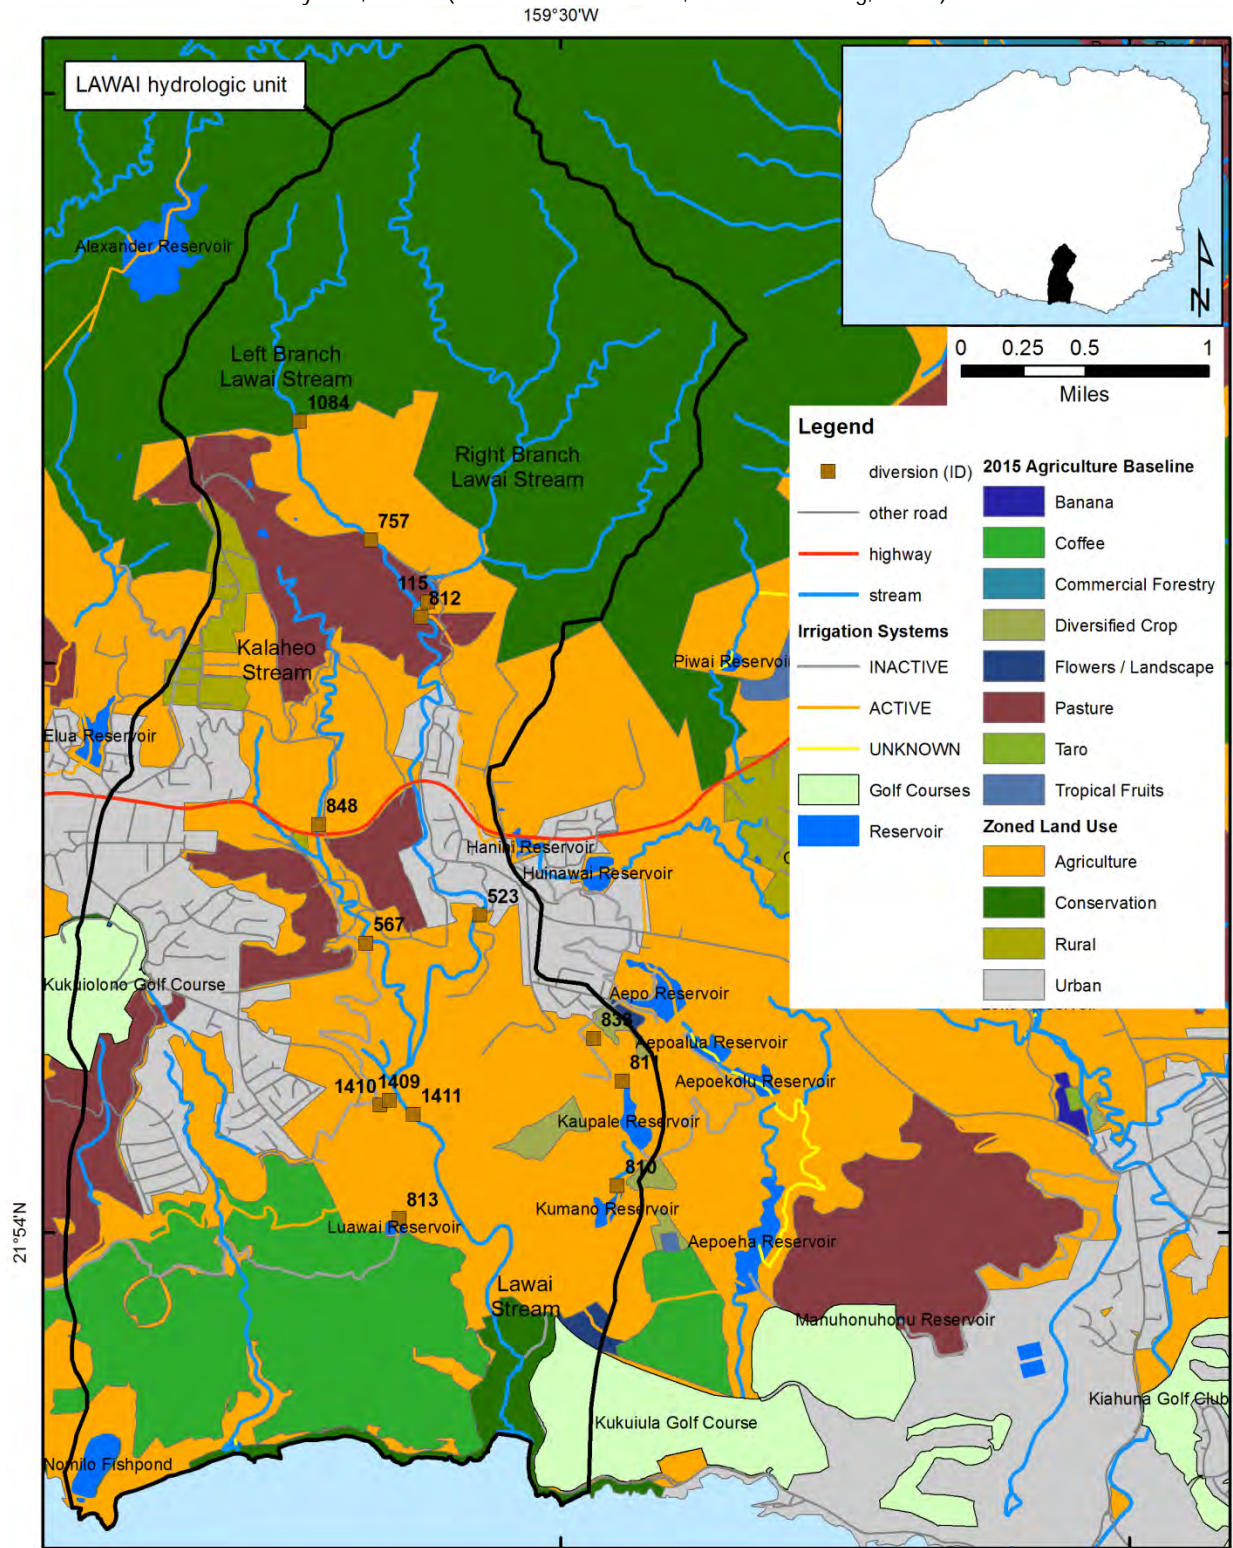 159°30'W
LAWAI hydrologic unit
Alexander Reservoir
N
0 0.25 0.5 1
Miles
Left Branch
Lawai Stream
1084
Right Branch
Lawai Stream
757
115
812
Kalaheo
Stream
Piwai Reservoir
Elua Reservoir
848
Hanini Reservoir
Huinawai Reservoir
523
567
Kukuiolono Golf Course
Aepo Reservoir
838
Aepoalua Reservoir
811
Aepoekolu Reservoir
1410
1409
1411
Kaupale Reservoir
810
Kumano Reservoir
813
Luawai Reservoir
Aepoeha Reservoir
21°54'N
Lawai
Stream
Manuhonuhonu Reservoir
Kukuiula Golf Course
Kiahuna Golf Club
Nomilo Fishpond
Legend
diversion (ID)
other road
highway
stream
Irrigation Systems
INACTIVE
ACTIVE
UNKNOWN
Golf Courses
Reservoir
2015 Agriculture Baseline
Banana
Coffee
Commercial Forestry
Diversified Crop
Flowers / Landscape
Pasture
Taro
Tropical Fruits
Zoned Land Use
Agriculture
Conservation
Rural
Urban